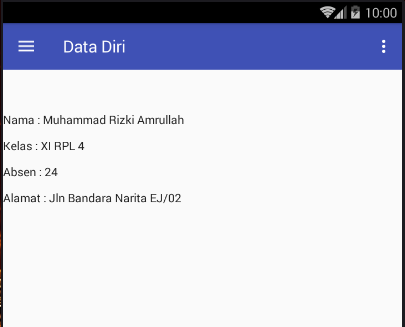 10:00
Data Diri
Nama : Muhammad Rizki Amrullah
Kelas : XI RPL 4
Absen : 24
Alamat : Jln Bandara Narita EJ/02